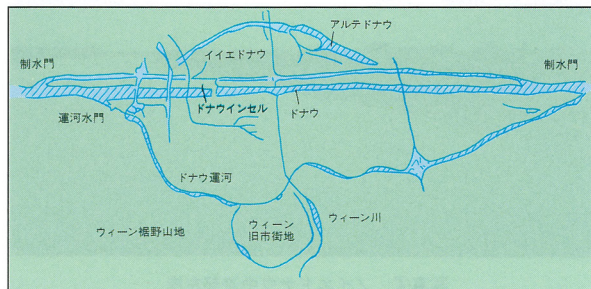 アルテドナウ
イイエドナウ
制水門
制水門
ドナウインセル
ドナウ
運河水門
ドナウ運河
ウィーン裾野山地
ウィーン
旧市街地
ウィーン川